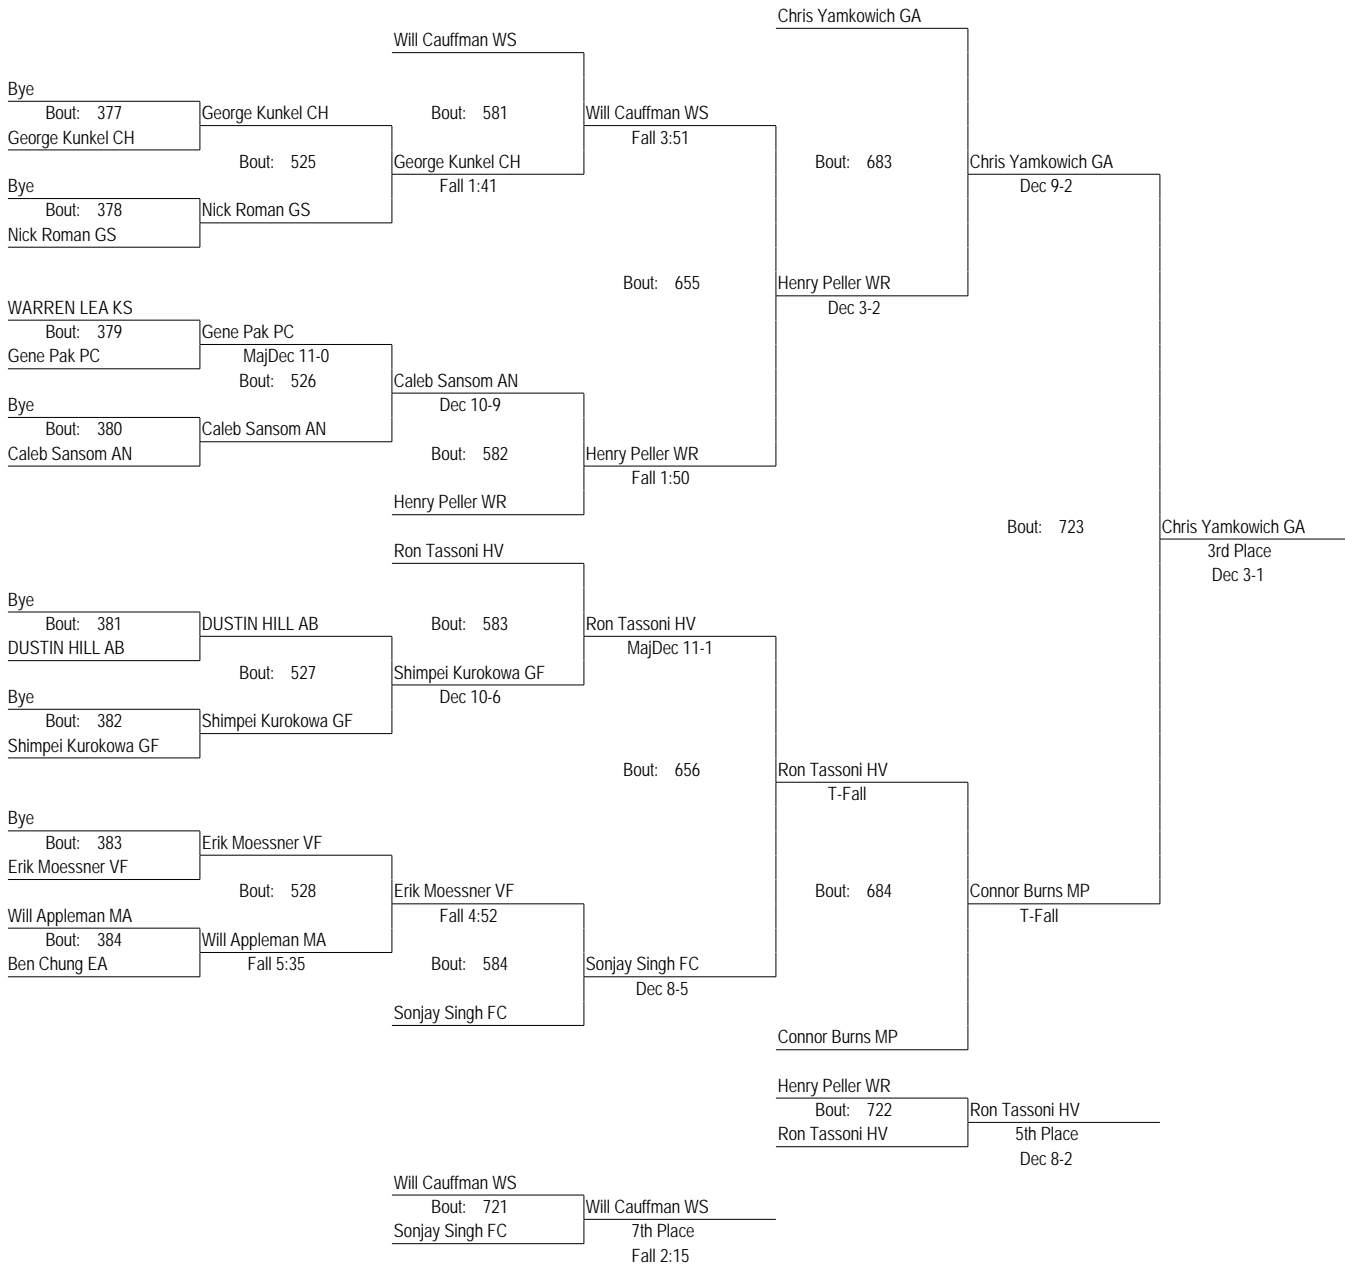 Chris Yamkowich GA
Will Cauffman WS
Bye
Bout: 377
George Kunkel CH
George Kunkel CH
Bout: 581
Will Cauffman WS
Fall 3:51
Bout: 525
George Kunkel CH
Fall 1:41
Bout: 683
Chris Yamkowich GA
Dec 9-2
Bye
Bout: 378
Nick Roman GS
Nick Roman GS
Bout: 655
Henry Peller WR
Dec 3-2
WARREN LEA KS
Bout: 379
Gene Pak PC
Gene Pak PC
MajDec 11-0
Bout: 526
Caleb Sansom AN
Dec 10-9
Bye
Bout: 380
Caleb Sansom AN
Caleb Sansom AN
Bout: 582
Henry Peller WR
Fall 1:50
Henry Peller WR
Bout: 723
Chris Yamkowich GA
3rd Place
Dec 3-1
Ron Tassoni HV
Bye
Bout: 381
DUSTIN HILL AB
DUSTIN HILL AB
Bout: 583
Ron Tassoni HV
MajDec 11-1
Bout: 527
Shimpei Kurokowa GF
Dec 10-6
Bye
Bout: 382
Shimpei Kurokowa GF
Shimpei Kurokowa GF
Bout: 656
Ron Tassoni HV
T-Fall
Bye
Bout: 383
Erik Moessner VF
Erik Moessner VF
Bout: 528
Erik Moessner VF
Fall 4:52
Bout: 684
Connor Burns MP
T-Fall
Will Appleman MA
Bout: 384
Ben Chung EA
Will Appleman MA
Fall 5:35
Bout: 584
Sonjay Singh FC
Dec 8-5
Sonjay Singh FC
Connor Burns MP
Henry Peller WR
Bout: 722
Ron Tassoni HV
Ron Tassoni HV
5th Place
Dec 8-2
Will Cauffman WS
Bout: 721
Sonjay Singh FC
Will Cauffman WS
7th Place
Fall 2:15